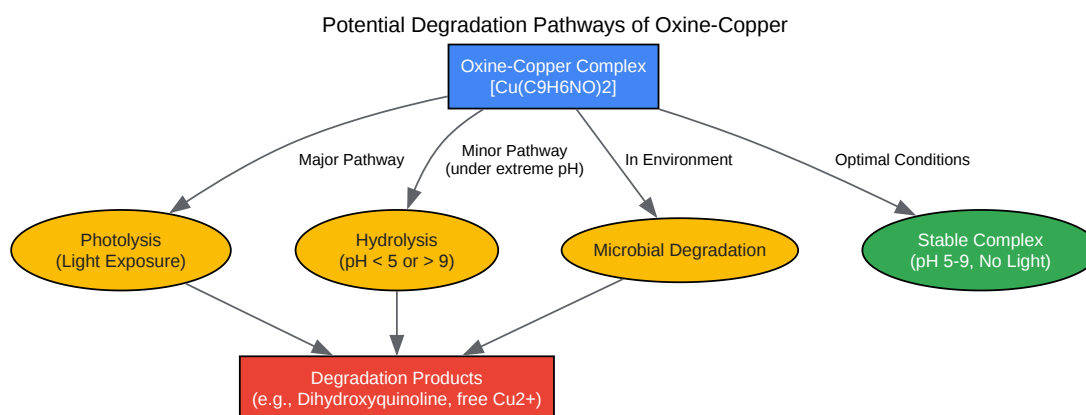 Potential Degradation Pathways of Oxine-Copper
Oxine-Copper Complex
[Cu(C9H6NO)2]
Major Pathway
Minor Pathway
(under extreme pH)
In Environment
Optimal Conditions
Photolysis
(Light Exposure)
Hydrolysis
(pH < 5 or > 9)
Microbial Degradation
Stable Complex
(pH 5-9, No Light)
Degradation Products
(e.g., Dihydroxyquinoline, free Cu2+)